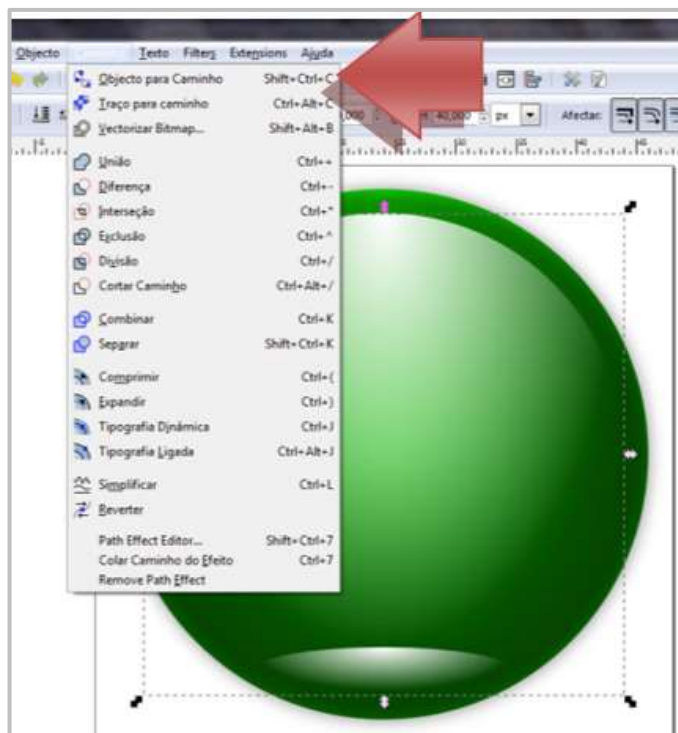 Objecto Texto Filters Extensions Ajuda
Objecto para Caminho Shift+Ctrl+C
Traço para caminho Ctrl+Alt+C
Vectorizar Bitmap... Shift+Alt+B
União Ctrl++
Diferença Ctrl+-
Interseção Ctrl+*
Exclusão Ctrl+^
Divisão Ctrl+/
Cortar Caminho Ctrl+Alt+/
Combinar Ctrl+K
Separar Shift+Ctrl+K
Comprimir Ctrl+(
Expandir Ctrl+)
Tipografia Dinâmica Ctrl+J
Tipografia Ligada Ctrl+Alt+J
Simplificar Ctrl+L
Reverter
Path Effect Editor... Shift+Ctrl+7
Colar Caminho do Efeito Ctrl+7
Remove Path Effect
40,000 px Afectar: